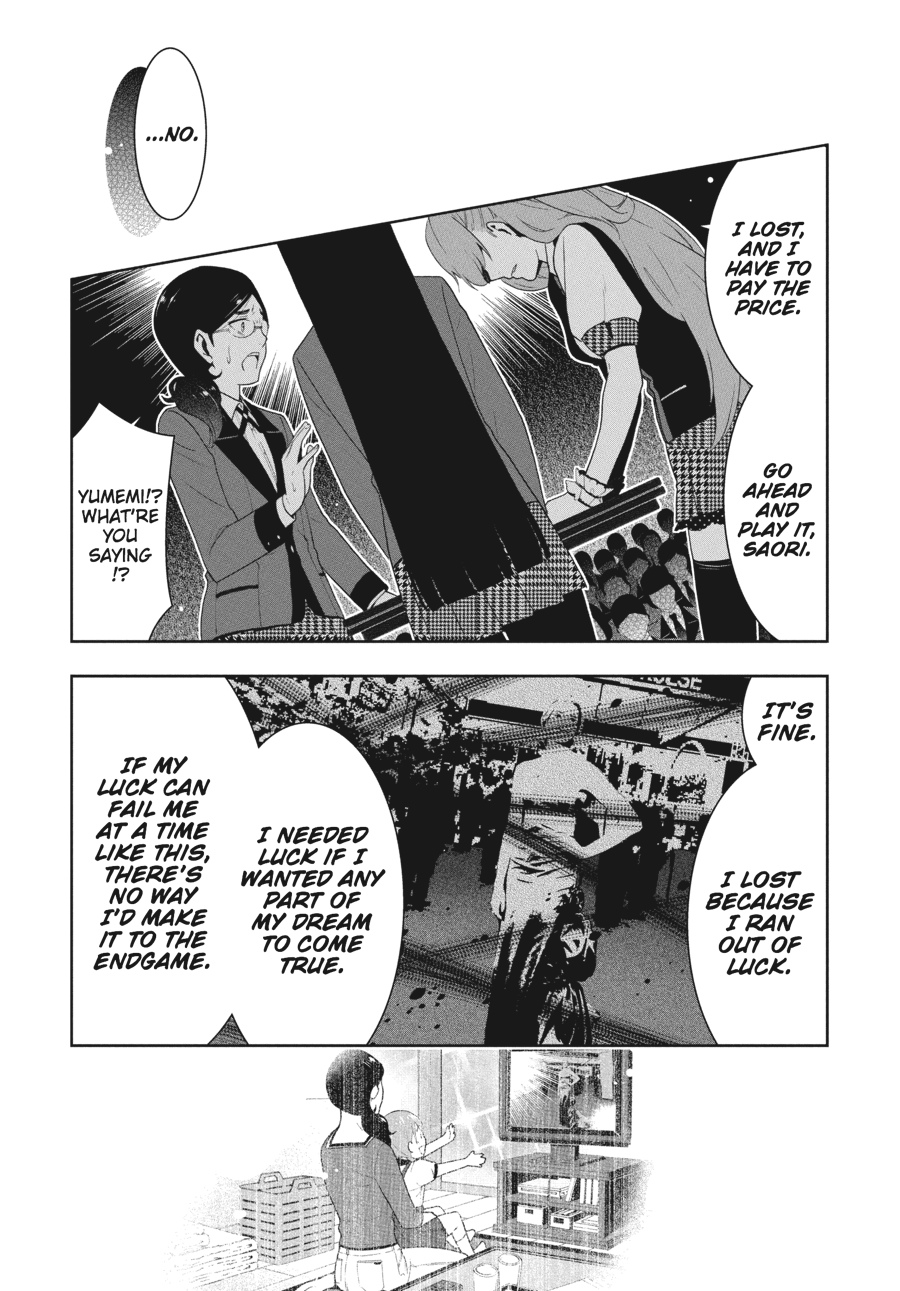 ...NO.
I LOST,
AND I
HAVE TO
PAY THE
PRICE.
GO
AHEAD
AND
PLAY IT,
SAORI.
YUMEMI!?
WHAT'RE
YOU
SAYING
!?
IT'S
FINE.
I LOST
BECAUSE
I RAN
OUT OF
LUCK.
I NEEDED
LUCK IF I
WANTED ANY
PART OF
MY DREAM
TO COME
TRUE.
IF MY
LUCK CAN
FAIL ME
AT A TIME
LIKE THIS,
THERE'S
NO WAY
I'D MAKE
IT TO THE
ENDGAME.